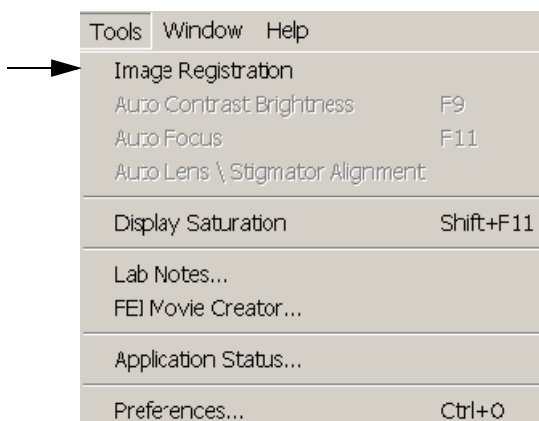 Tools Window Help
Image Registration
Auto Contrast Brightness F9
Auto Focus F11
Auto Lens \ Stigmator Alignment
Display Saturation Shift+F11
Lab Notes...
FEI Movie Creator...
Application Status...
Preferences... Ctrl+O